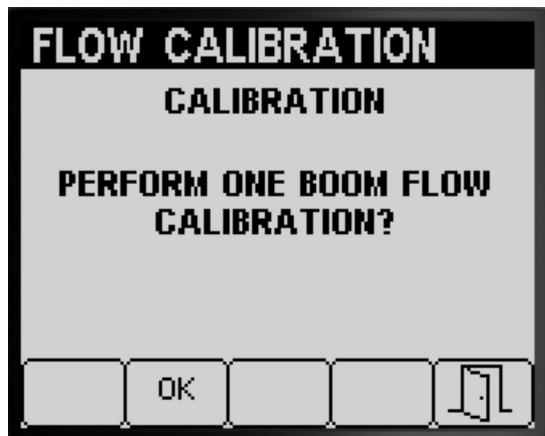 FLOW CALIBRATION
CALIBRATION
PERFORM ONE BOOM FLOW
CALIBRATION?
OK